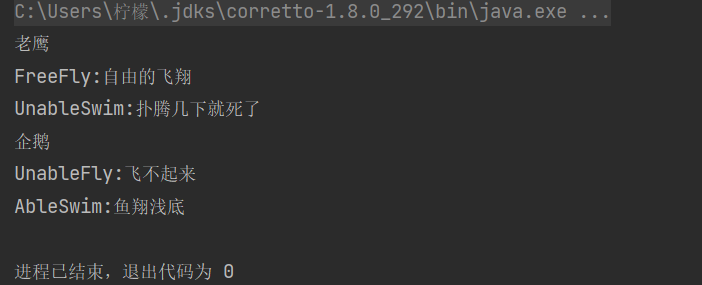 C:\Users\柠檬\.jdks\corretto-1.8.0_292\bin\java.exe ...
老鹰
FreeFly:自由的飞翔
UnableSwim:扑腾几下就死了
企鹅
UnableFly:飞不起来
AbleSwim:鱼翔浅底
进程已结束，退出代码为 0